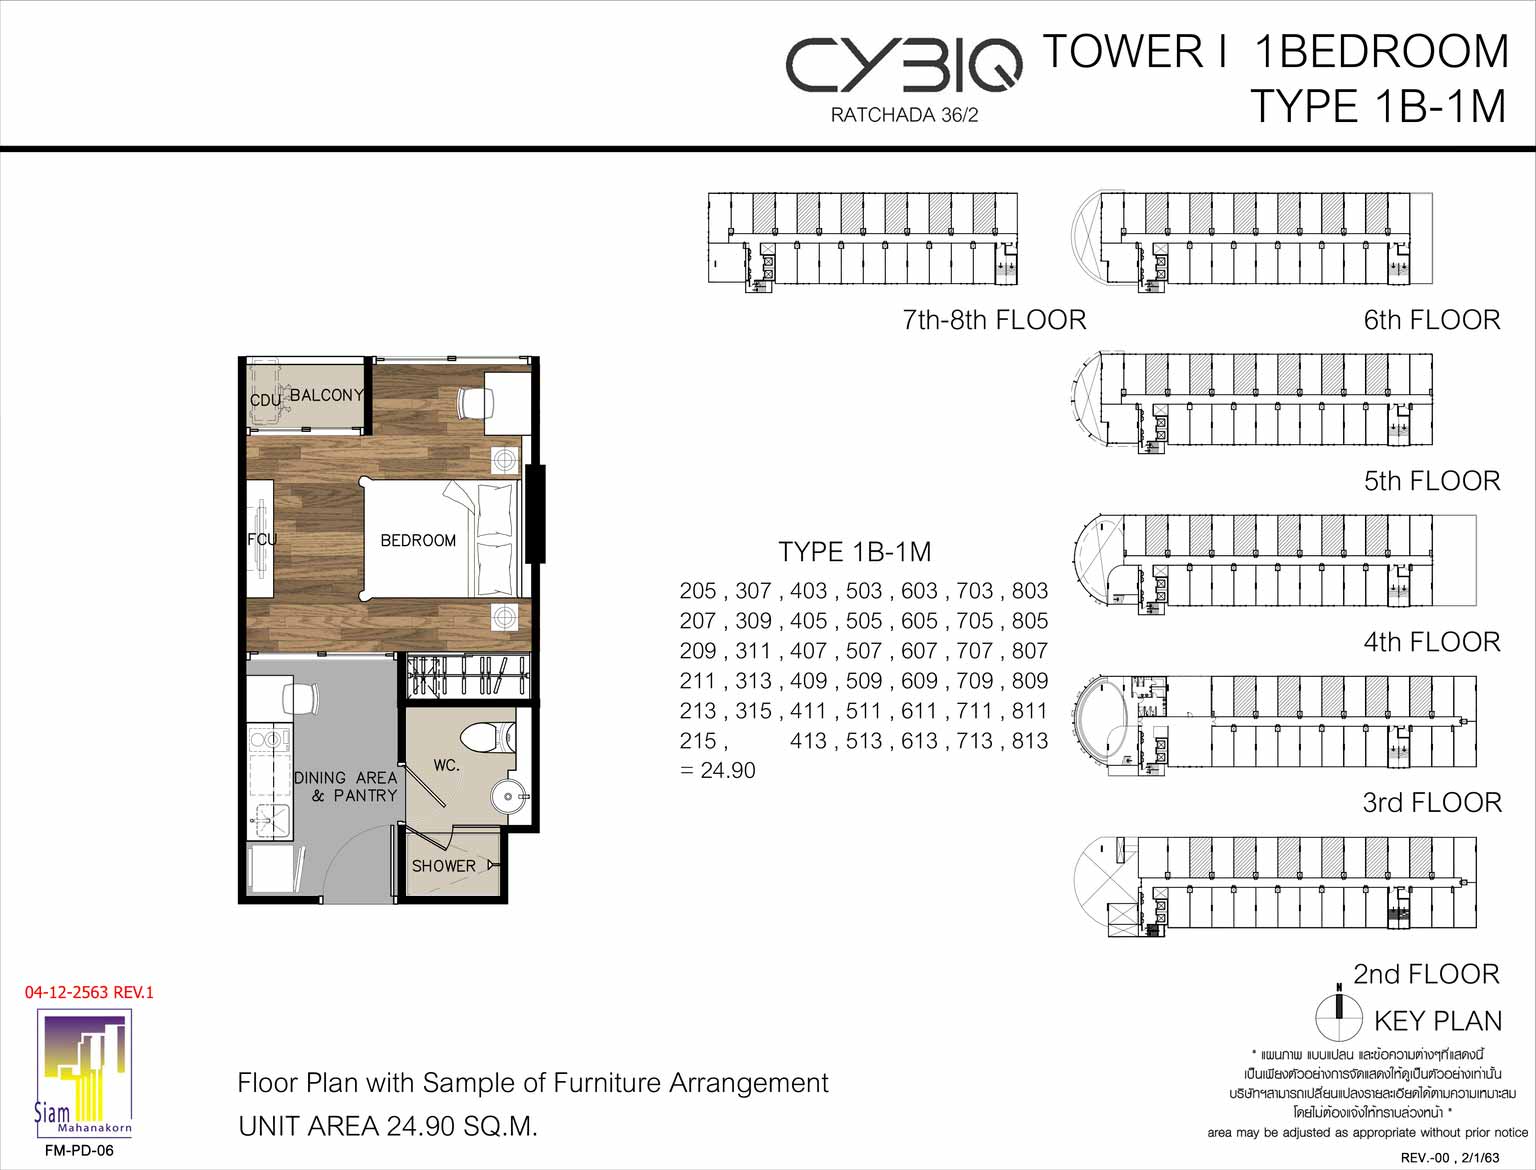 CYBIQ
RATCHADA 36/2
TOWER I 1BEDROOM
TYPE 1B-1M
7th-8th FLOOR
6th FLOOR
5th FLOOR
4th FLOOR
3rd FLOOR
2nd FLOOR
N
KEY PLAN
CDU
BALCONY
FCU
BEDROOM
WC.
DINING AREA
& PANTRY
SHOWER
TYPE 1B-1M
205 , 307 , 403 , 503 , 603 , 703 , 803
207 , 309 , 405 , 505 , 605 , 705 , 805
209 , 311 , 407 , 507 , 607 , 707 , 807
211 , 313 , 409 , 509 , 609 , 709 , 809
213 , 315 , 411 , 511 , 611 , 711 , 811
215 , 413 , 513 , 613 , 713 , 813
= 24.90
04-12-2563 REV.1
Siam
Mahanakorn
FM-PD-06
Floor Plan with Sample of Furniture Arrangement
UNIT AREA 24.90 SQ.M.
* แผนภาพ แบบแปลน และข้อความต่างๆที่แสดงนี้
เป็นเพียงตัวอย่างการจัดแสดงให้ดูเป็นตัวอย่างเท่านั้น
บริษัทฯสามารถเปลี่ยนแปลงรายละเอียดได้ตามความเหมาะสม
โดยไม่ต้องแจ้งให้ทราบล่วงหน้า *
area may be adjusted as appropriate without prior notice
REV.-00 , 2/1/63